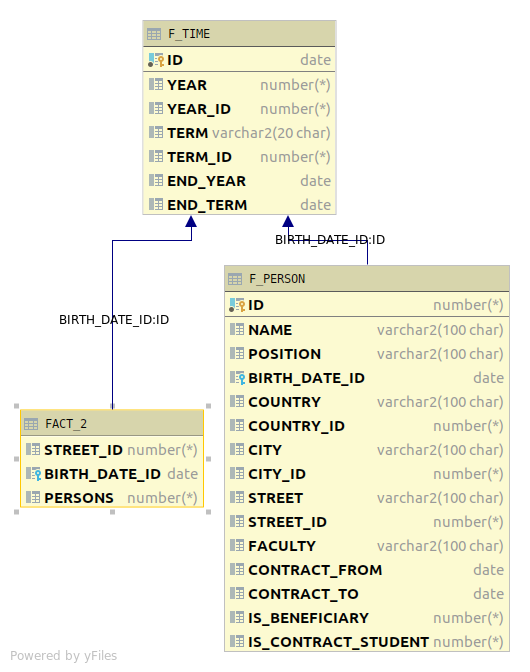 F_TIME
ID date
YEAR number(*)
YEAR_ID number(*)
TERM varchar2(20 char)
TERM_ID number(*)
END_YEAR date
END_TERM date
BIRTH_DATE_ID:ID
F_PERSON
ID number(*)
NAME varchar2(100 char)
POSITION varchar2(100 char)
BIRTH_DATE_ID date
COUNTRY varchar2(100 char)
COUNTRY_ID number(*)
CITY varchar2(100 char)
CITY_ID number(*)
STREET varchar2(100 char)
STREET_ID number(*)
FACULTY varchar2(100 char)
CONTRACT_FROM date
CONTRACT_TO date
IS_BENEFICIARY number(*)
IS_CONTRACT_STUDENT number(*)
BIRTH_DATE_ID:ID
FACT_2
STREET_ID number(*)
BIRTH_DATE_ID date
PERSONS number(*)
Powered by yFiles